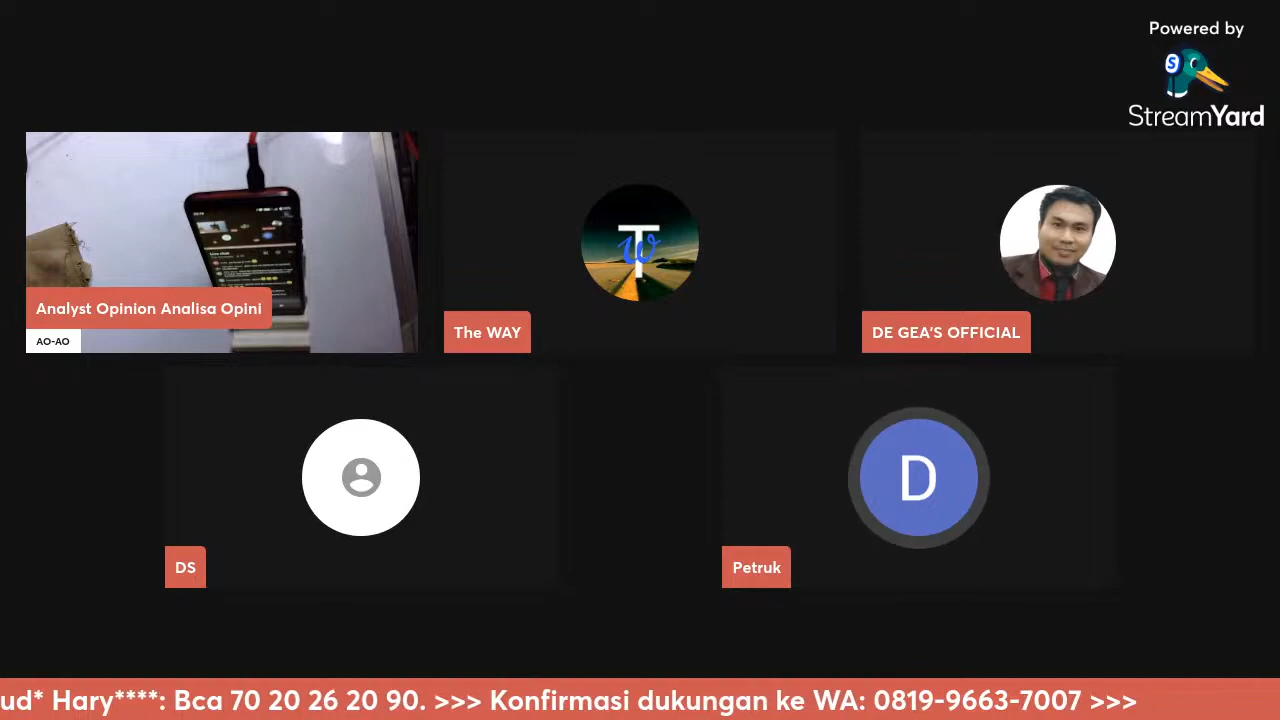 Powered by
S
StreamYard
Analyst Opinion Analisa Opini
AO-AO
T
w
The WAY
DE GEA'S OFFICIAL
DS
D
Petruk
ud* Hary****: Bca 70 20 26 20 90. >>> Konfirmasi dukungan ke WA: 0819-9663-7007 >>>